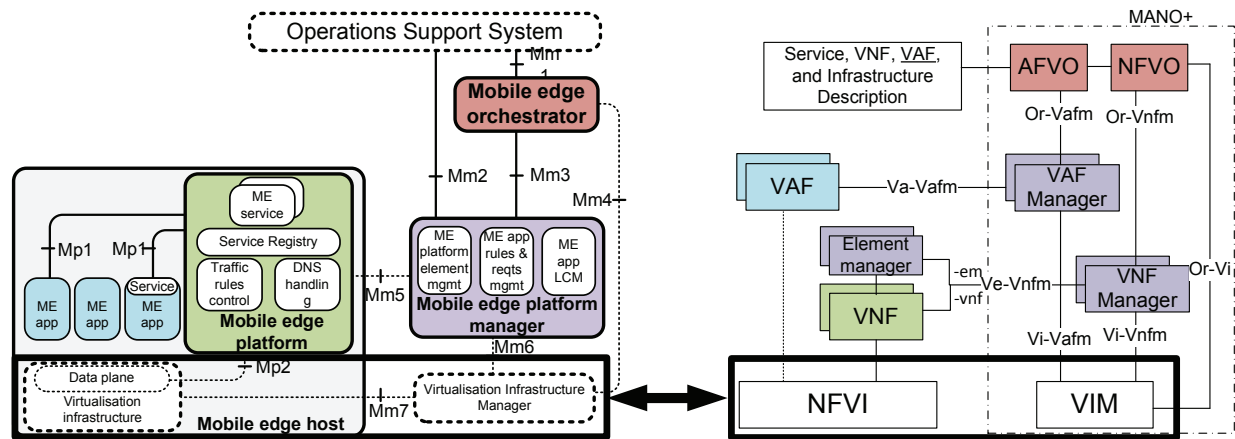 Operations Support System
Mm
1
Mobile edge
orchestrator
Mm2
Mm3
Mm4
ME
service
Service Registry
Traffic
rules
control
DNS
handlin
g
Mobile edge
platform
Mp1
Mp1
ME
app
ME
app
Service
ME
app
Mm5
ME
platform
element
mgmt
ME app
rules &
reqts
mgmt
ME
app
LCM
Mobile edge platform
manager
Mm6
Mp2
Data plane
Virtualisation
infrastructure
Mm7
Virtualisation Infrastructure
Manager
Mobile edge host
MANO+
Service, VNF, VAF,
and Infrastructure
Description
AFVO
NFVO
Or-Vafm
Or-Vnfm
VAF
Va-Vafm
VAF
Manager
Element
manager
-em
Ve-Vnfm
-vnf
VNF
Manager
Or-Vi
VNF
Vi-Vafm
Vi-Vnfm
NFVI
VIM